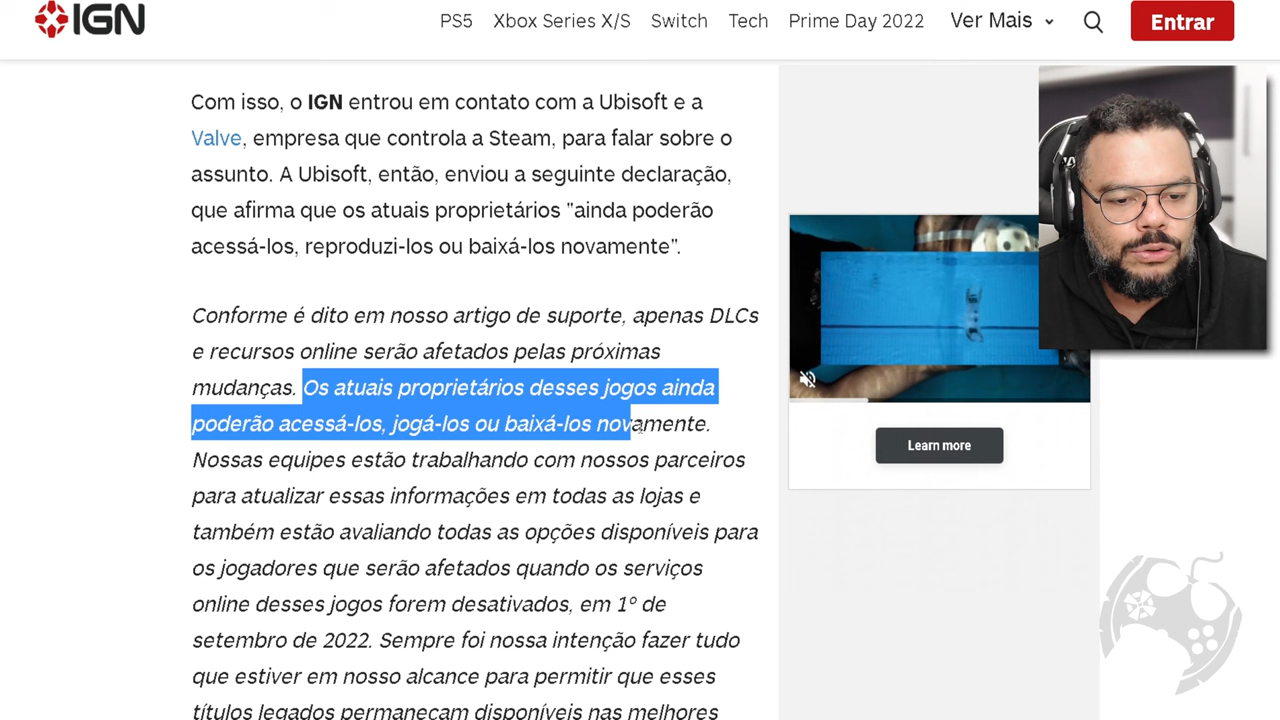 IGN
PS5 Xbox Series X/S Switch Tech Prime Day 2022 Ver Mais Entrar
Com isso, o IGN entrou em contato com a Ubisoft e a
Valve, empresa que controla a Steam, para falar sobre o
assunto. A Ubisoft, então, enviou a seguinte declaração,
que afirma que os atuais proprietários "ainda poderão
acessá-los, reproduzi-los ou baixá-los novamente".
Conforme é dito em nosso artigo de suporte, apenas DLCs
e recursos online serão afetados pelas próximas
mudanças. Os atuais proprietários desses jogos ainda
poderão acessá-los, jogá-los ou baixá-los novamente.
Nossas equipes estão trabalhando com nossos parceiros
para atualizar essas informações em todas as lojas e
também estão avaliando todas as opções disponíveis para
os jogadores que serão afetados quando os serviços
online desses jogos forem desativados, em 1º de
setembro de 2022. Sempre foi nossa intenção fazer tudo
que estiver em nosso alcance para permitir que esses
títulos legados permaneçam disponíveis nas melhores
Learn more